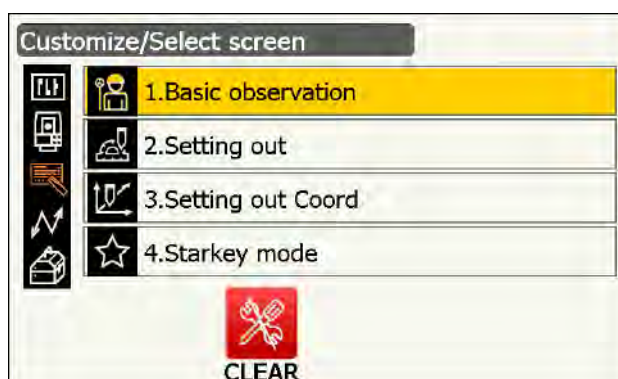 Customize/Select screen
1.Basic observation
2.Setting out
3.Setting out Coord
4.Starkey mode
CLEAR